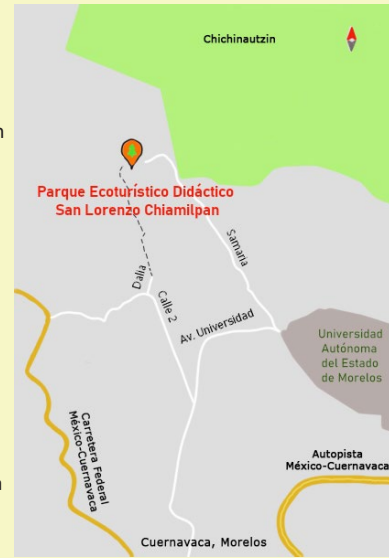 Chichinautzin
n
Parque Ecoturístico Didáctico
San Lorenzo Chiamilpan
Samaria
Dalia
Calle 2
Av. Universidad
Universidad
Autónoma
del Estado
de Morelos
Carretera Federal
México-Cuernavaca
Autopista
México-Cuernavaca
n
Cuernavaca, Morelos